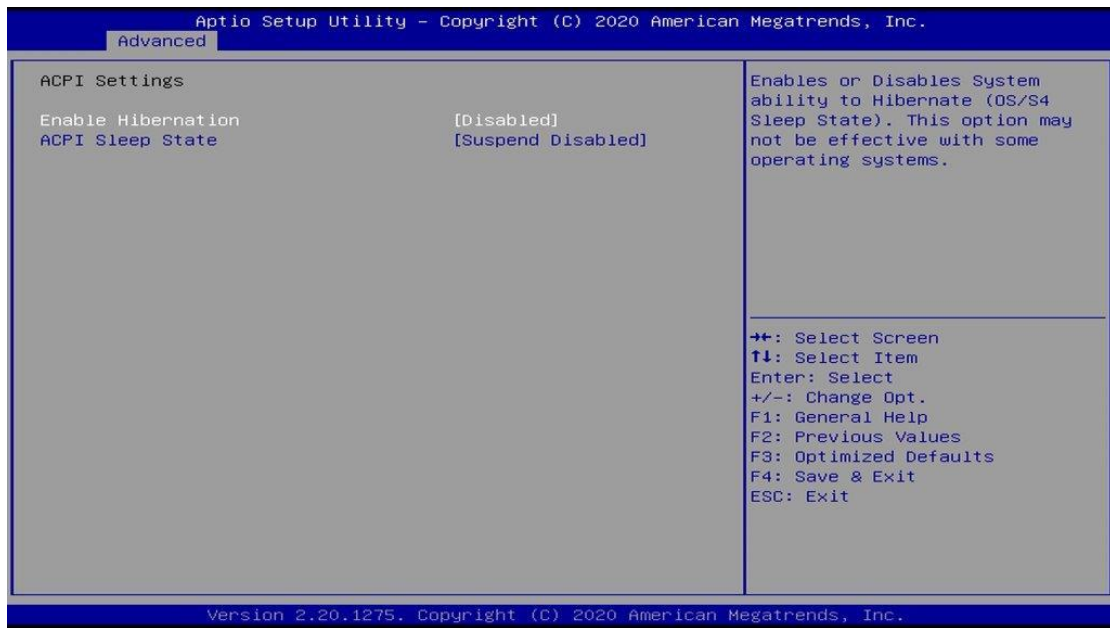 Aptio Setup Utility – Copyright (C) 2020 American Megatrends, Inc.
Advanced
ACPI Settings
Enable Hibernation [Disabled]
ACPI Sleep State [Suspend Disabled]
Enables or Disables System
ability to Hibernate (OS/S4
Sleep State). This option may
not be effective with some
operating systems.
→←: Select Screen
↑↓: Select Item
Enter: Select
+/-: Change Opt.
F1: General Help
F2: Previous Values
F3: Optimized Defaults
F4: Save & Exit
ESC: Exit
Version 2.20.1275. Copyright (C) 2020 American Megatrends, Inc.